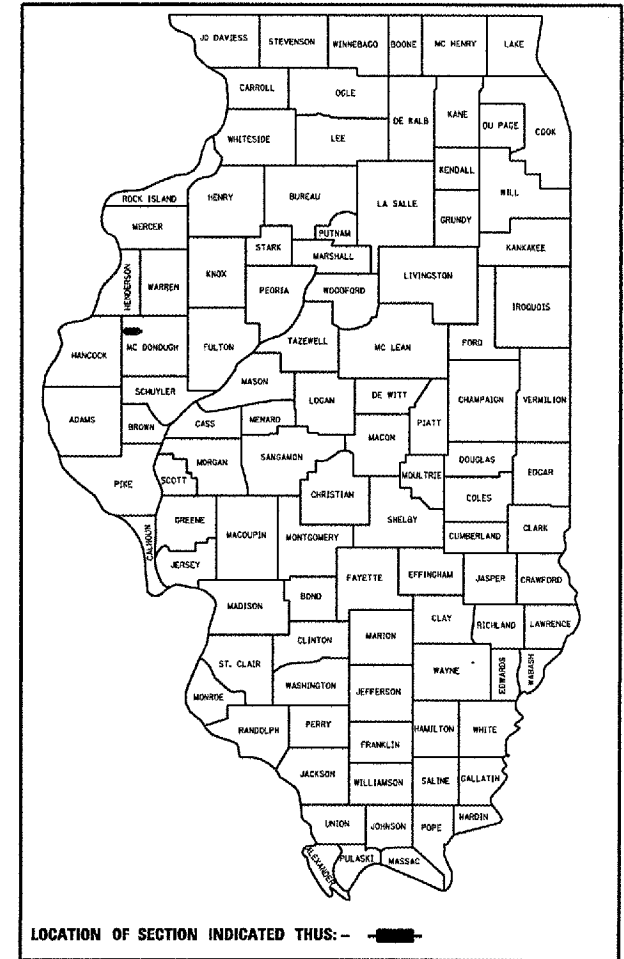 JO DAVIESS
STEVENSON
WINNEBAGO
BOONE
MC HENRY
LAKE
CARROLL
OGLE
DE KALB
KANE
DU PAGE
COOK
WHITESIDE
LEE
KENDALL
WILL
ROCK ISLAND
HENRY
BUREAU
LA SALLE
GRUNDY
MERCER
PUTNAM
STARK
MARSHALL
KANKAKEE
HENDERSON
WARREN
KNOX
PEORIA
WOODFORD
LIVINGSTON
IROQUOIS
HANCOCK
MC DONOUGH
FULTON
TAZEWELL
MC LEAN
FORD
SCHUYLER
MASON
LOGAN
DE WITT
CHAMPAIGN
VERMILION
ADAMS
BROWN
CASS
MENARD
MACON
PIATT
PIKE
SCOTT
MORGAN
SANGAMON
CHRISTIAN
MOULTRIE
DOUGLAS
EDGAR
COLES
GREENE
MACOUPIN
MONTGOMERY
SHELBY
CUMBERLAND
CLARK
CALHOUN
JERSEY
FAYETTE
EFFINGHAM
JASPER
CRAWFORD
MADISON
BOND
CLAY
RICHLAND
LAWRENCE
ST. CLAIR
CLINTON
MARION
WAYNE
EDWARDS
WABASH
MONROE
WASHINGTON
JEFFERSON
RANDOLPH
PERRY
FRANKLIN
HAMILTON
WHITE
JACKSON
WILLIAMSON
SALINE
GALLATIN
UNION
JOHNSON
POPE
HARDIN
ALEXANDER
PULASKI
MASSAC
LOCATION OF SECTION INDICATED THUS:-